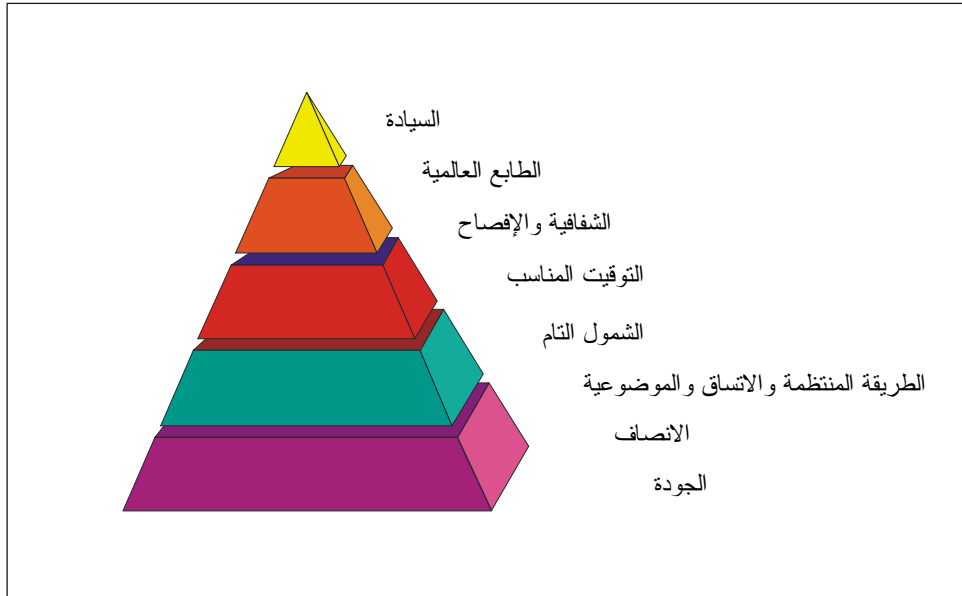 السيادة
الطابع العالمية
الشفافية والإفصاح
التوقيت المناسب
الشمول التام
الطريقة المنتظمة والاتساق والموضوعية
الانصاف
الجودة